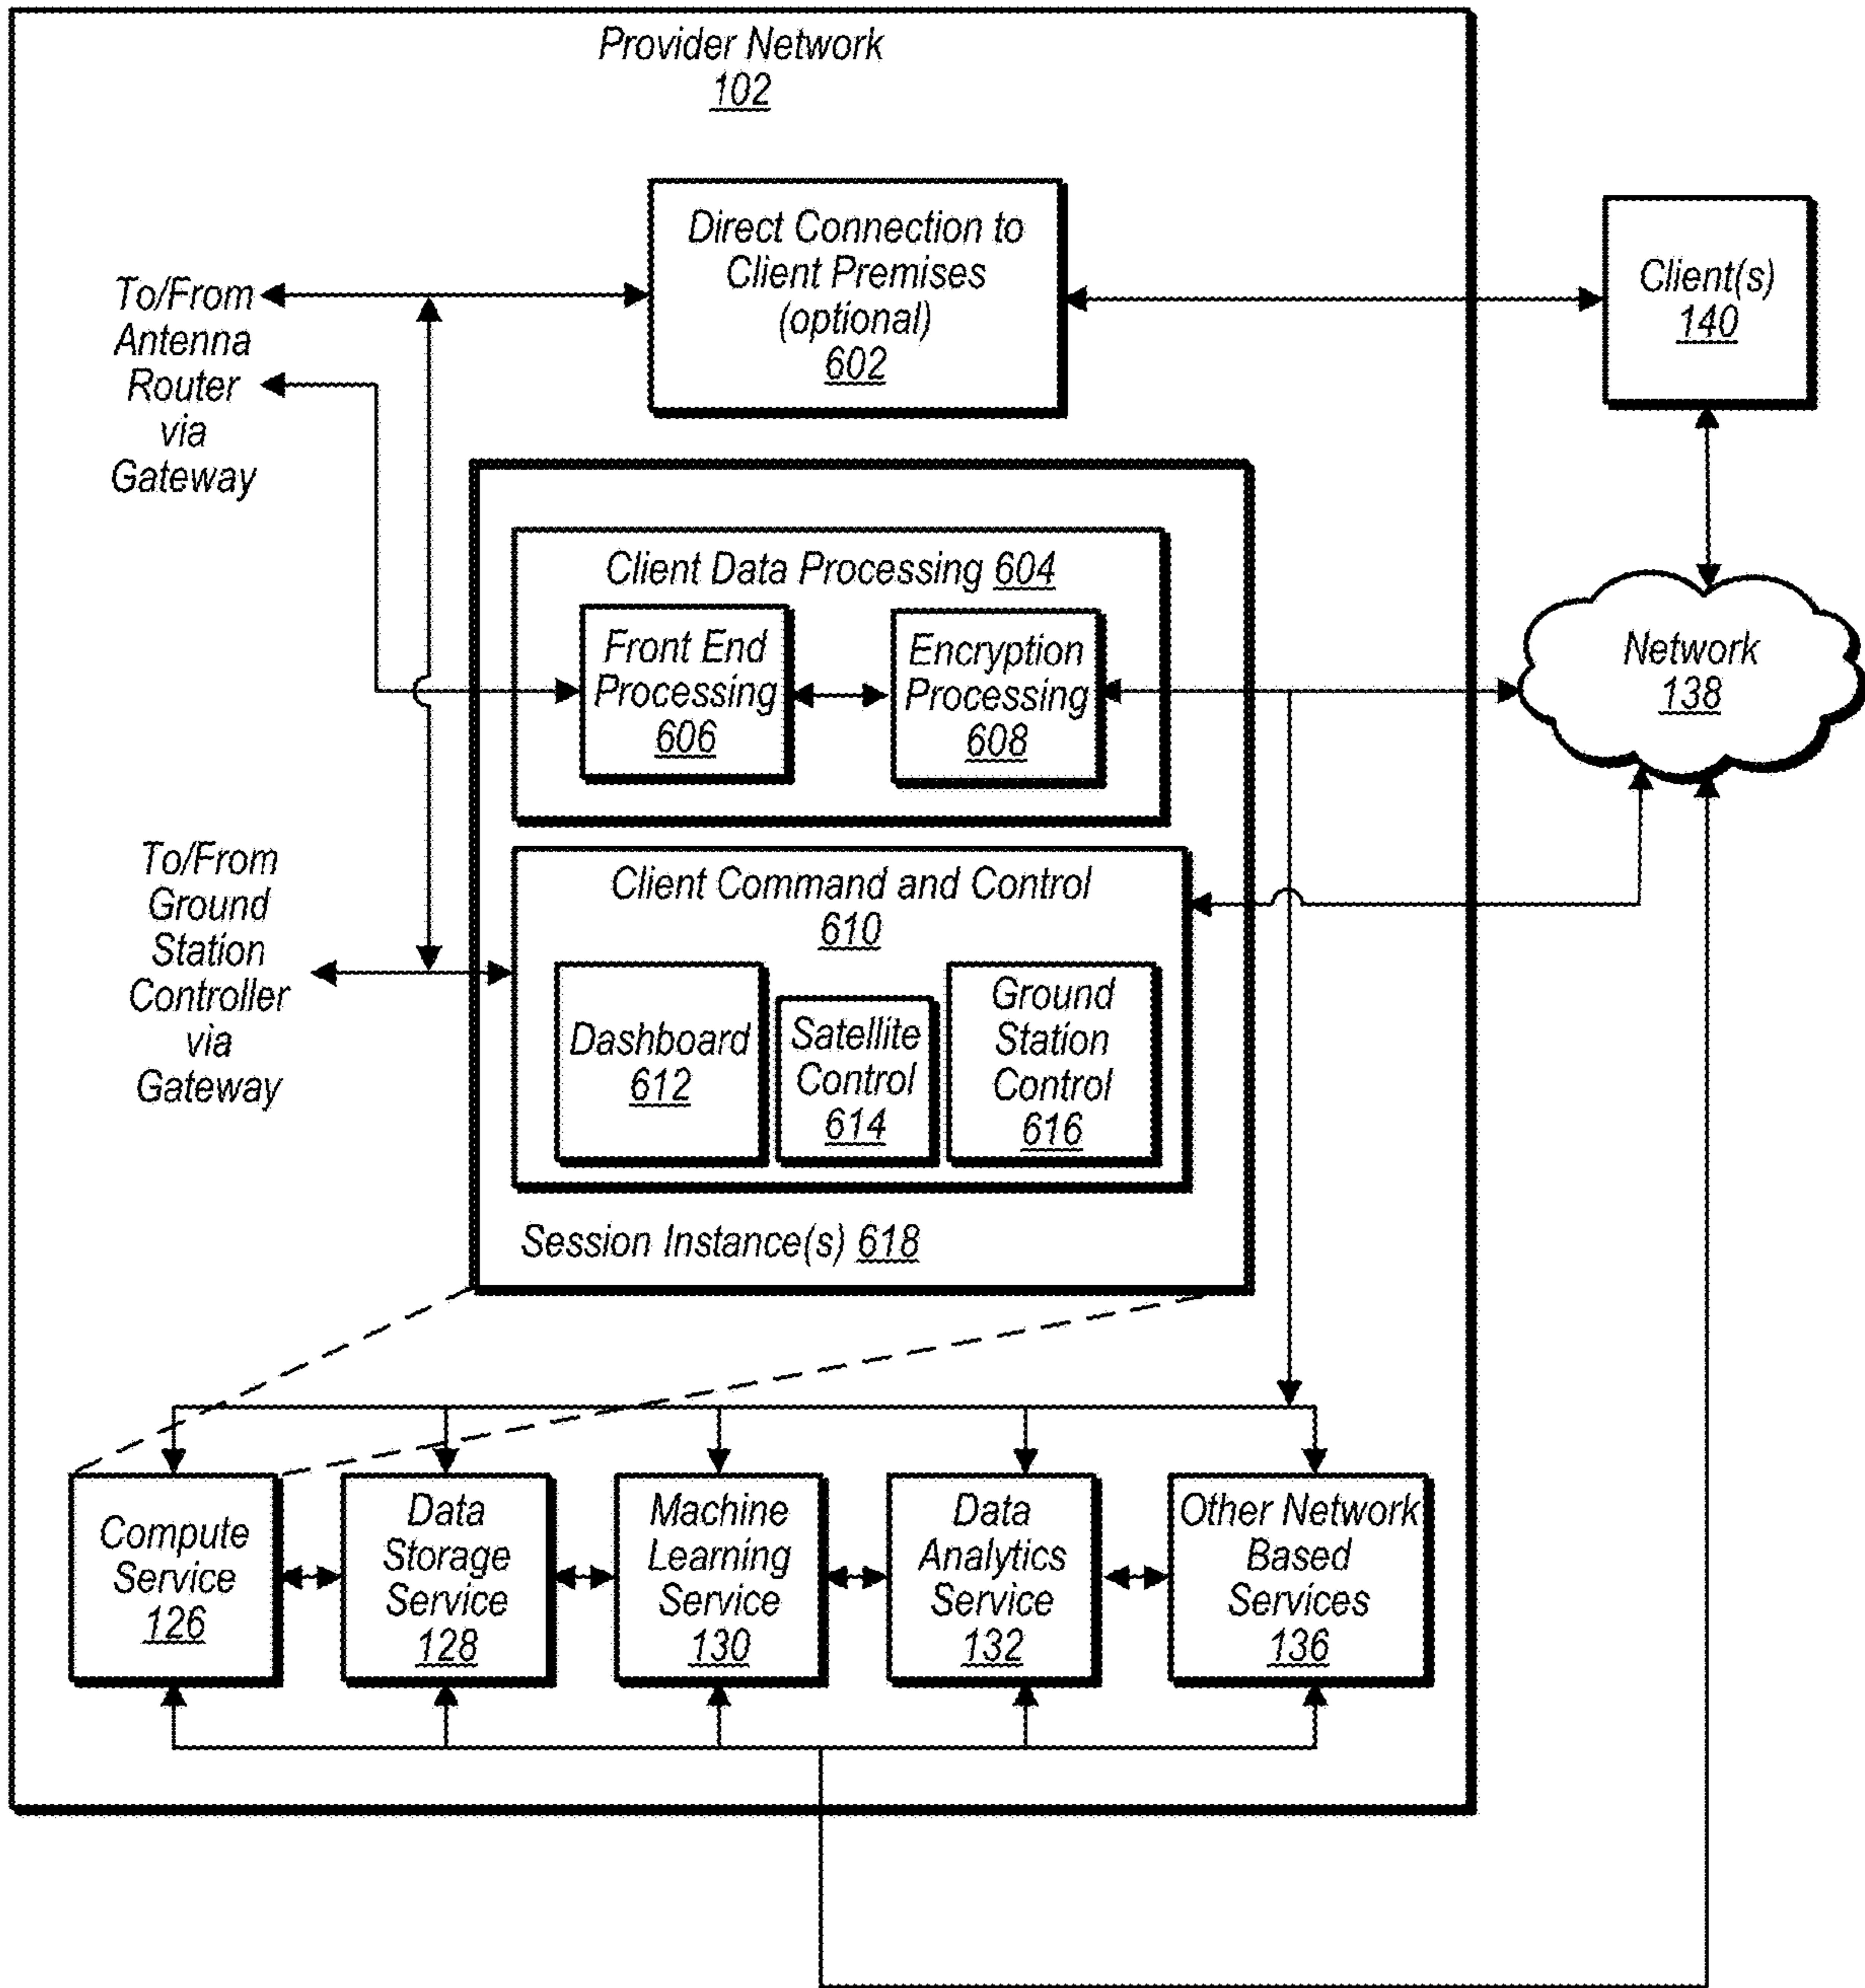 Provider Network
102
Direct Connection to
Client Premises
(optional)
602
Client(s)
140
To/From
Antenna
Router
via
Gateway
Client Data Processing 604
Front End
Processing
606
Encryption
Processing
608
Network
138
To/From
Ground
Station
Controller
via
Gateway
Client Command and Control
610
Dashboard
612
Satellite
Control
614
Ground
Station
Control
616
Session Instance(s) 618
Compute
Service
126
Data
Storage
Service
128
Machine
Learning
Service
130
Data
Analytics
Service
132
Other Network
Based
Services
136